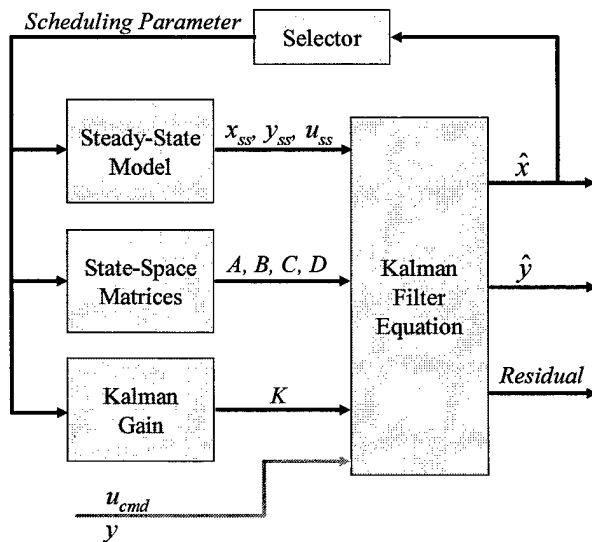 Scheduling Parameter
Selector
Steady-State
Model
x_ss, y_ss, u_ss
State-Space
Matrices
A, B, C, D
Kalman
Gain
K
Kalman
Filter
Equation
x̂
ŷ
Residual
u_cmd
y